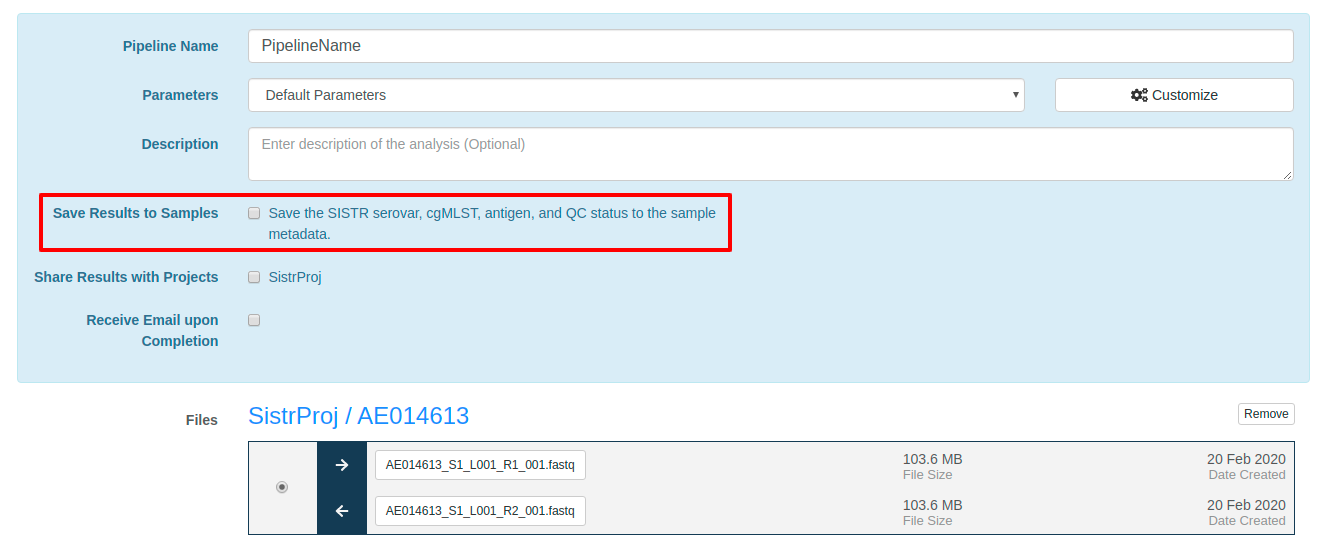 Pipeline Name
PipelineName
Parameters
Default Parameters
Customize
Description
Enter description of the analysis (Optional)
Save Results to Samples
Save the SISTR serovar, cgMLST, antigen, and QC status to the sample
metadata.
Share Results with Projects
SistrProj
Receive Email upon
Completion
Files
SistrProj / AE014613
Remove
AE014613_S1_L001_R1_001.fastq
103.6 MB
File Size
20 Feb 2020
Date Created
AE014613_S1_L001_R2_001.fastq
103.6 MB
File Size
20 Feb 2020
Date Created